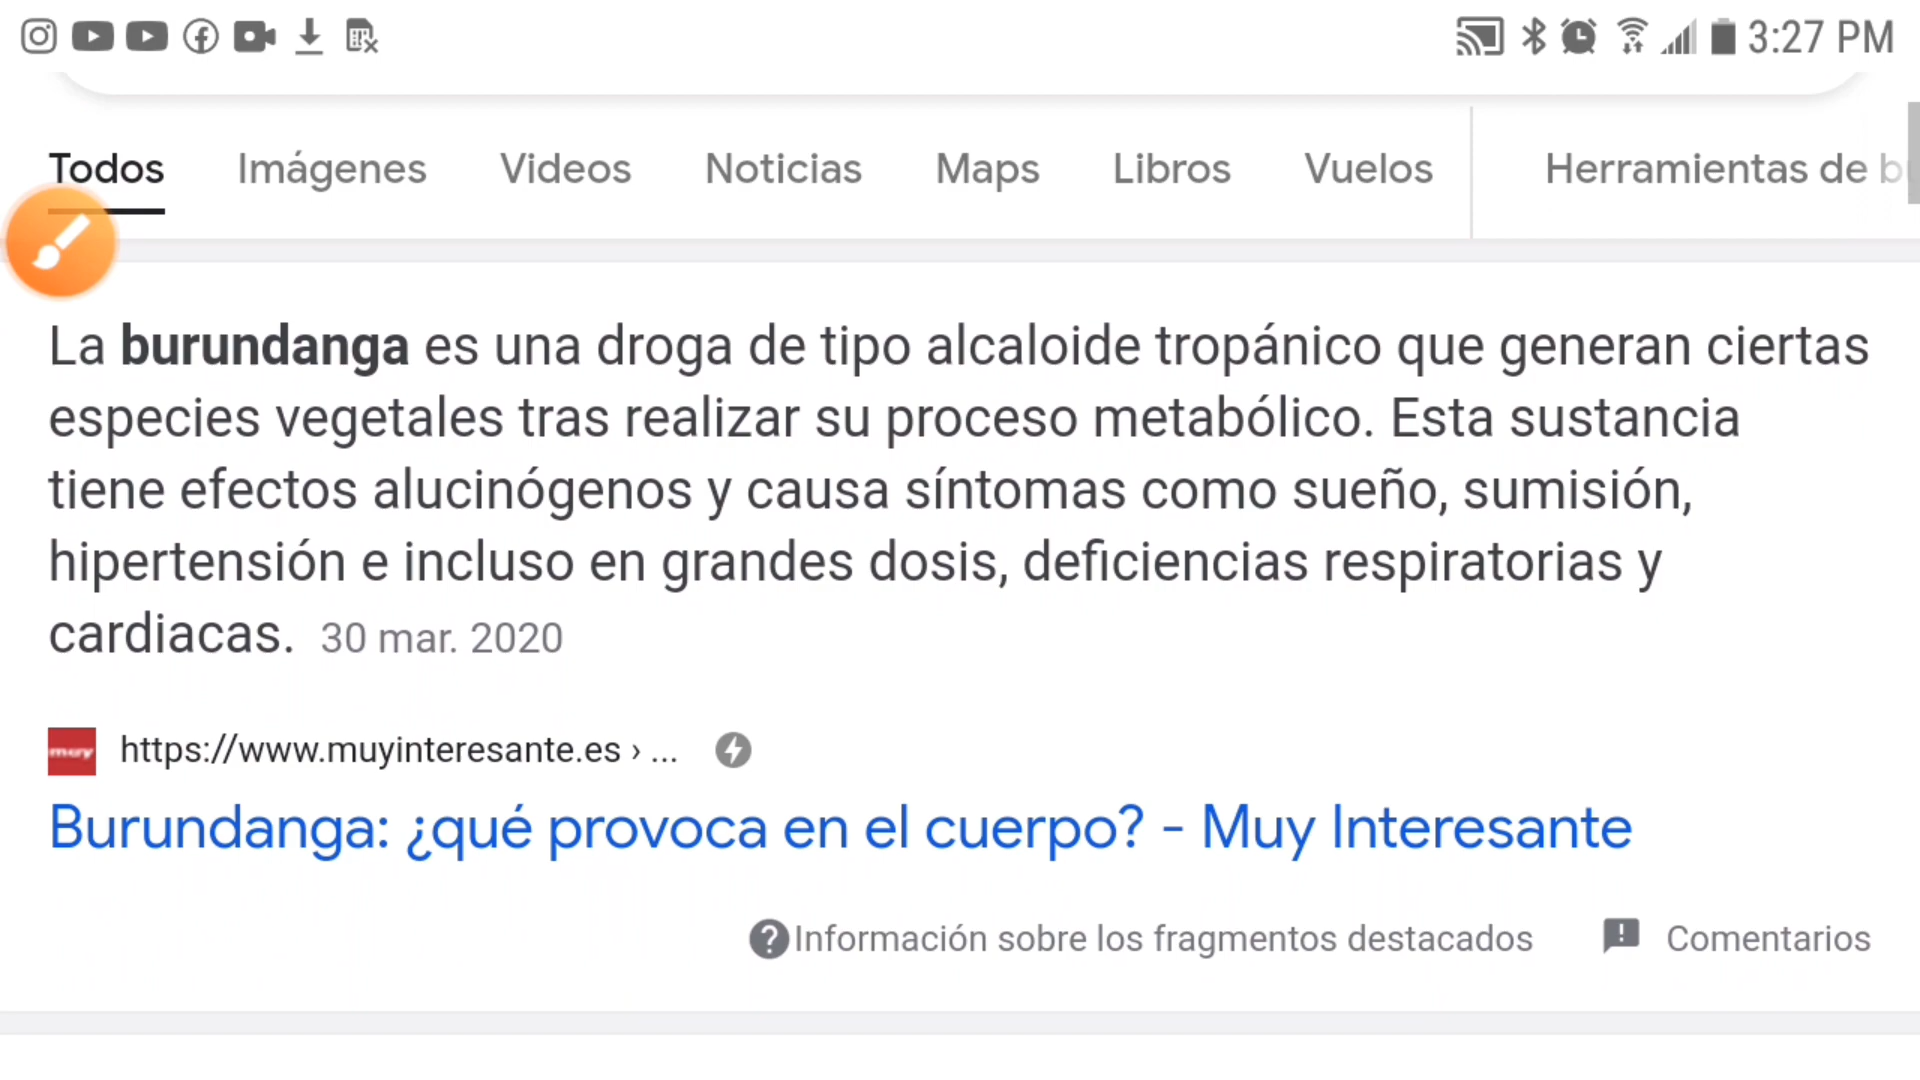 3:27 PM
Todos Imágenes Videos Noticias Maps Libros Vuelos Herramientas de
La burundanga es una droga de tipo alcaloide tropánico que generan ciertas
especies vegetales tras realizar su proceso metabólico. Esta sustancia
tiene efectos alucinógenos y causa síntomas como sueño, sumisión,
hipertensión e incluso en grandes dosis, deficiencias respiratorias y
cardiacas. 30 mar. 2020
muy https://www.muyinteresante.es › ...
Burundanga: ¿qué provoca en el cuerpo? - Muy Interesante
Información sobre los fragmentos destacados Comentarios